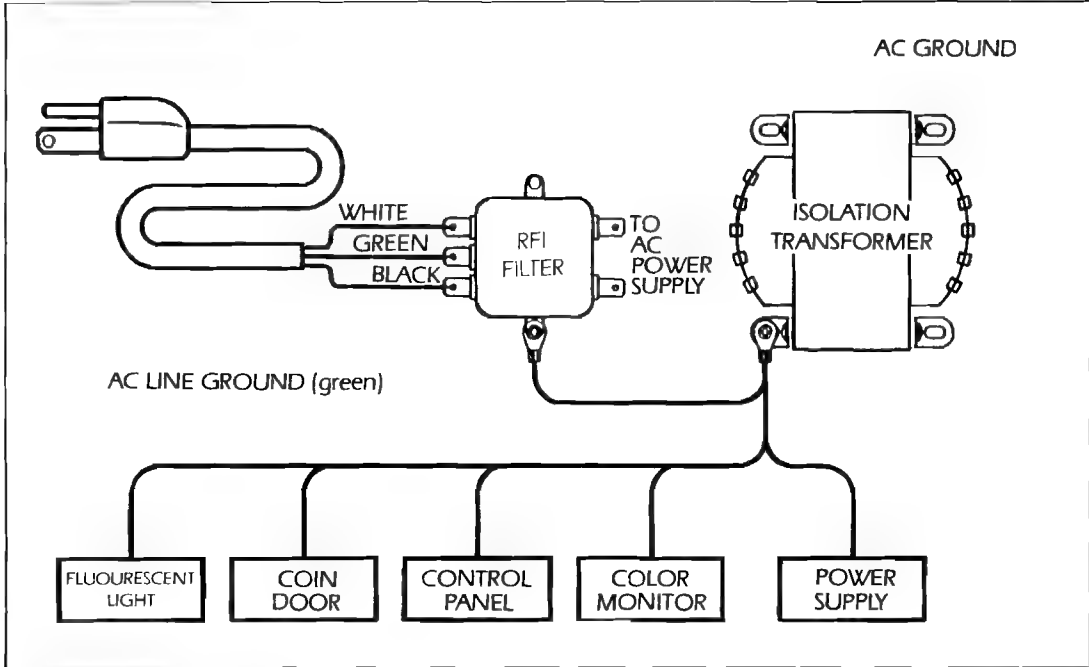 AC GROUND
WHITE
GREEN
BLACK
RFI
FILTER
TO
AC
POWER
SUPPLY
ISOLATION
TRANSFORMER
AC LINE GROUND (green)
FLUOURESCENT
LIGHT
COIN
DOOR
CONTROL
PANEL
COLOR
MONITOR
POWER
SUPPLY